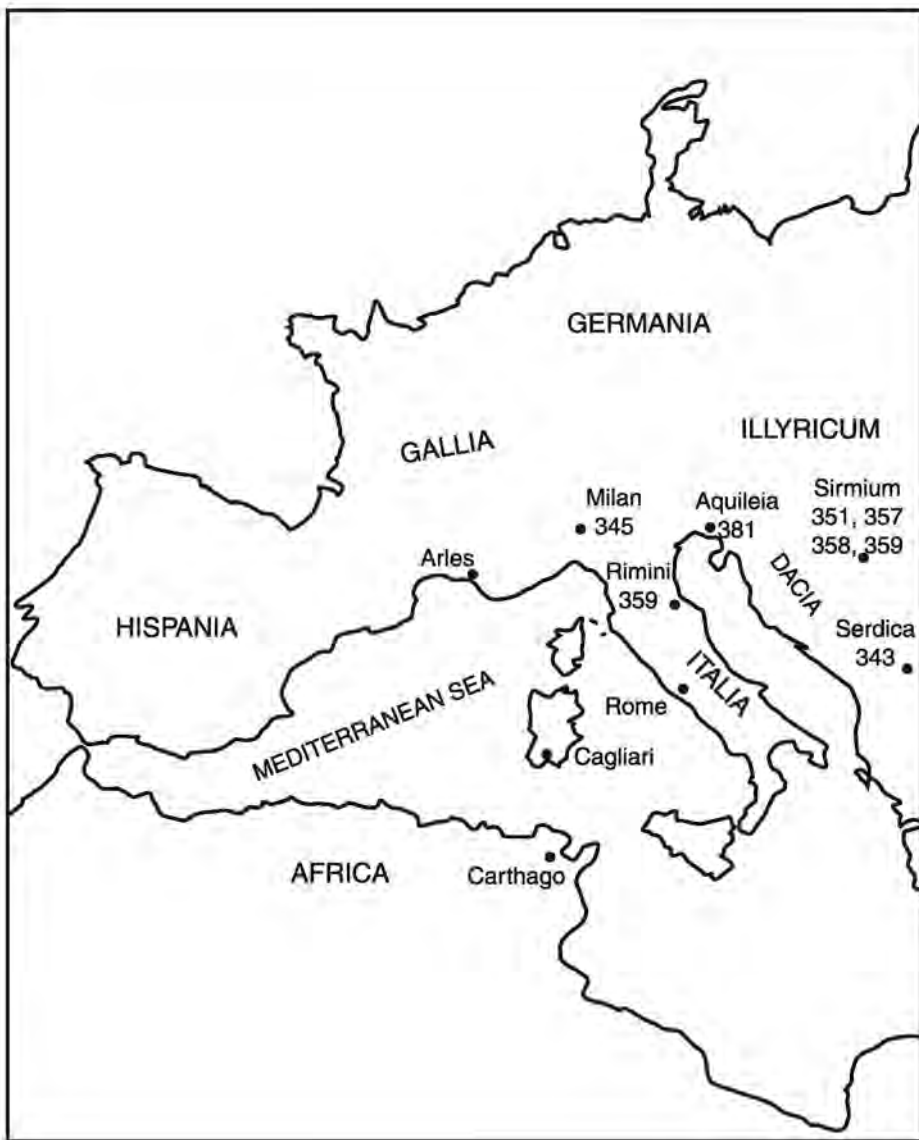 GERMANIA
ILLYRICUM
GALLIA
Milan
345
Aquileia
381
Sirmium
351, 357
358, 359
Arles
Rimini
359
DACIA
HISPANIA
Serdica
343
MEDITERRANEAN SEA
Rome
ITALIA
Cagliari
AFRICA
Carthago